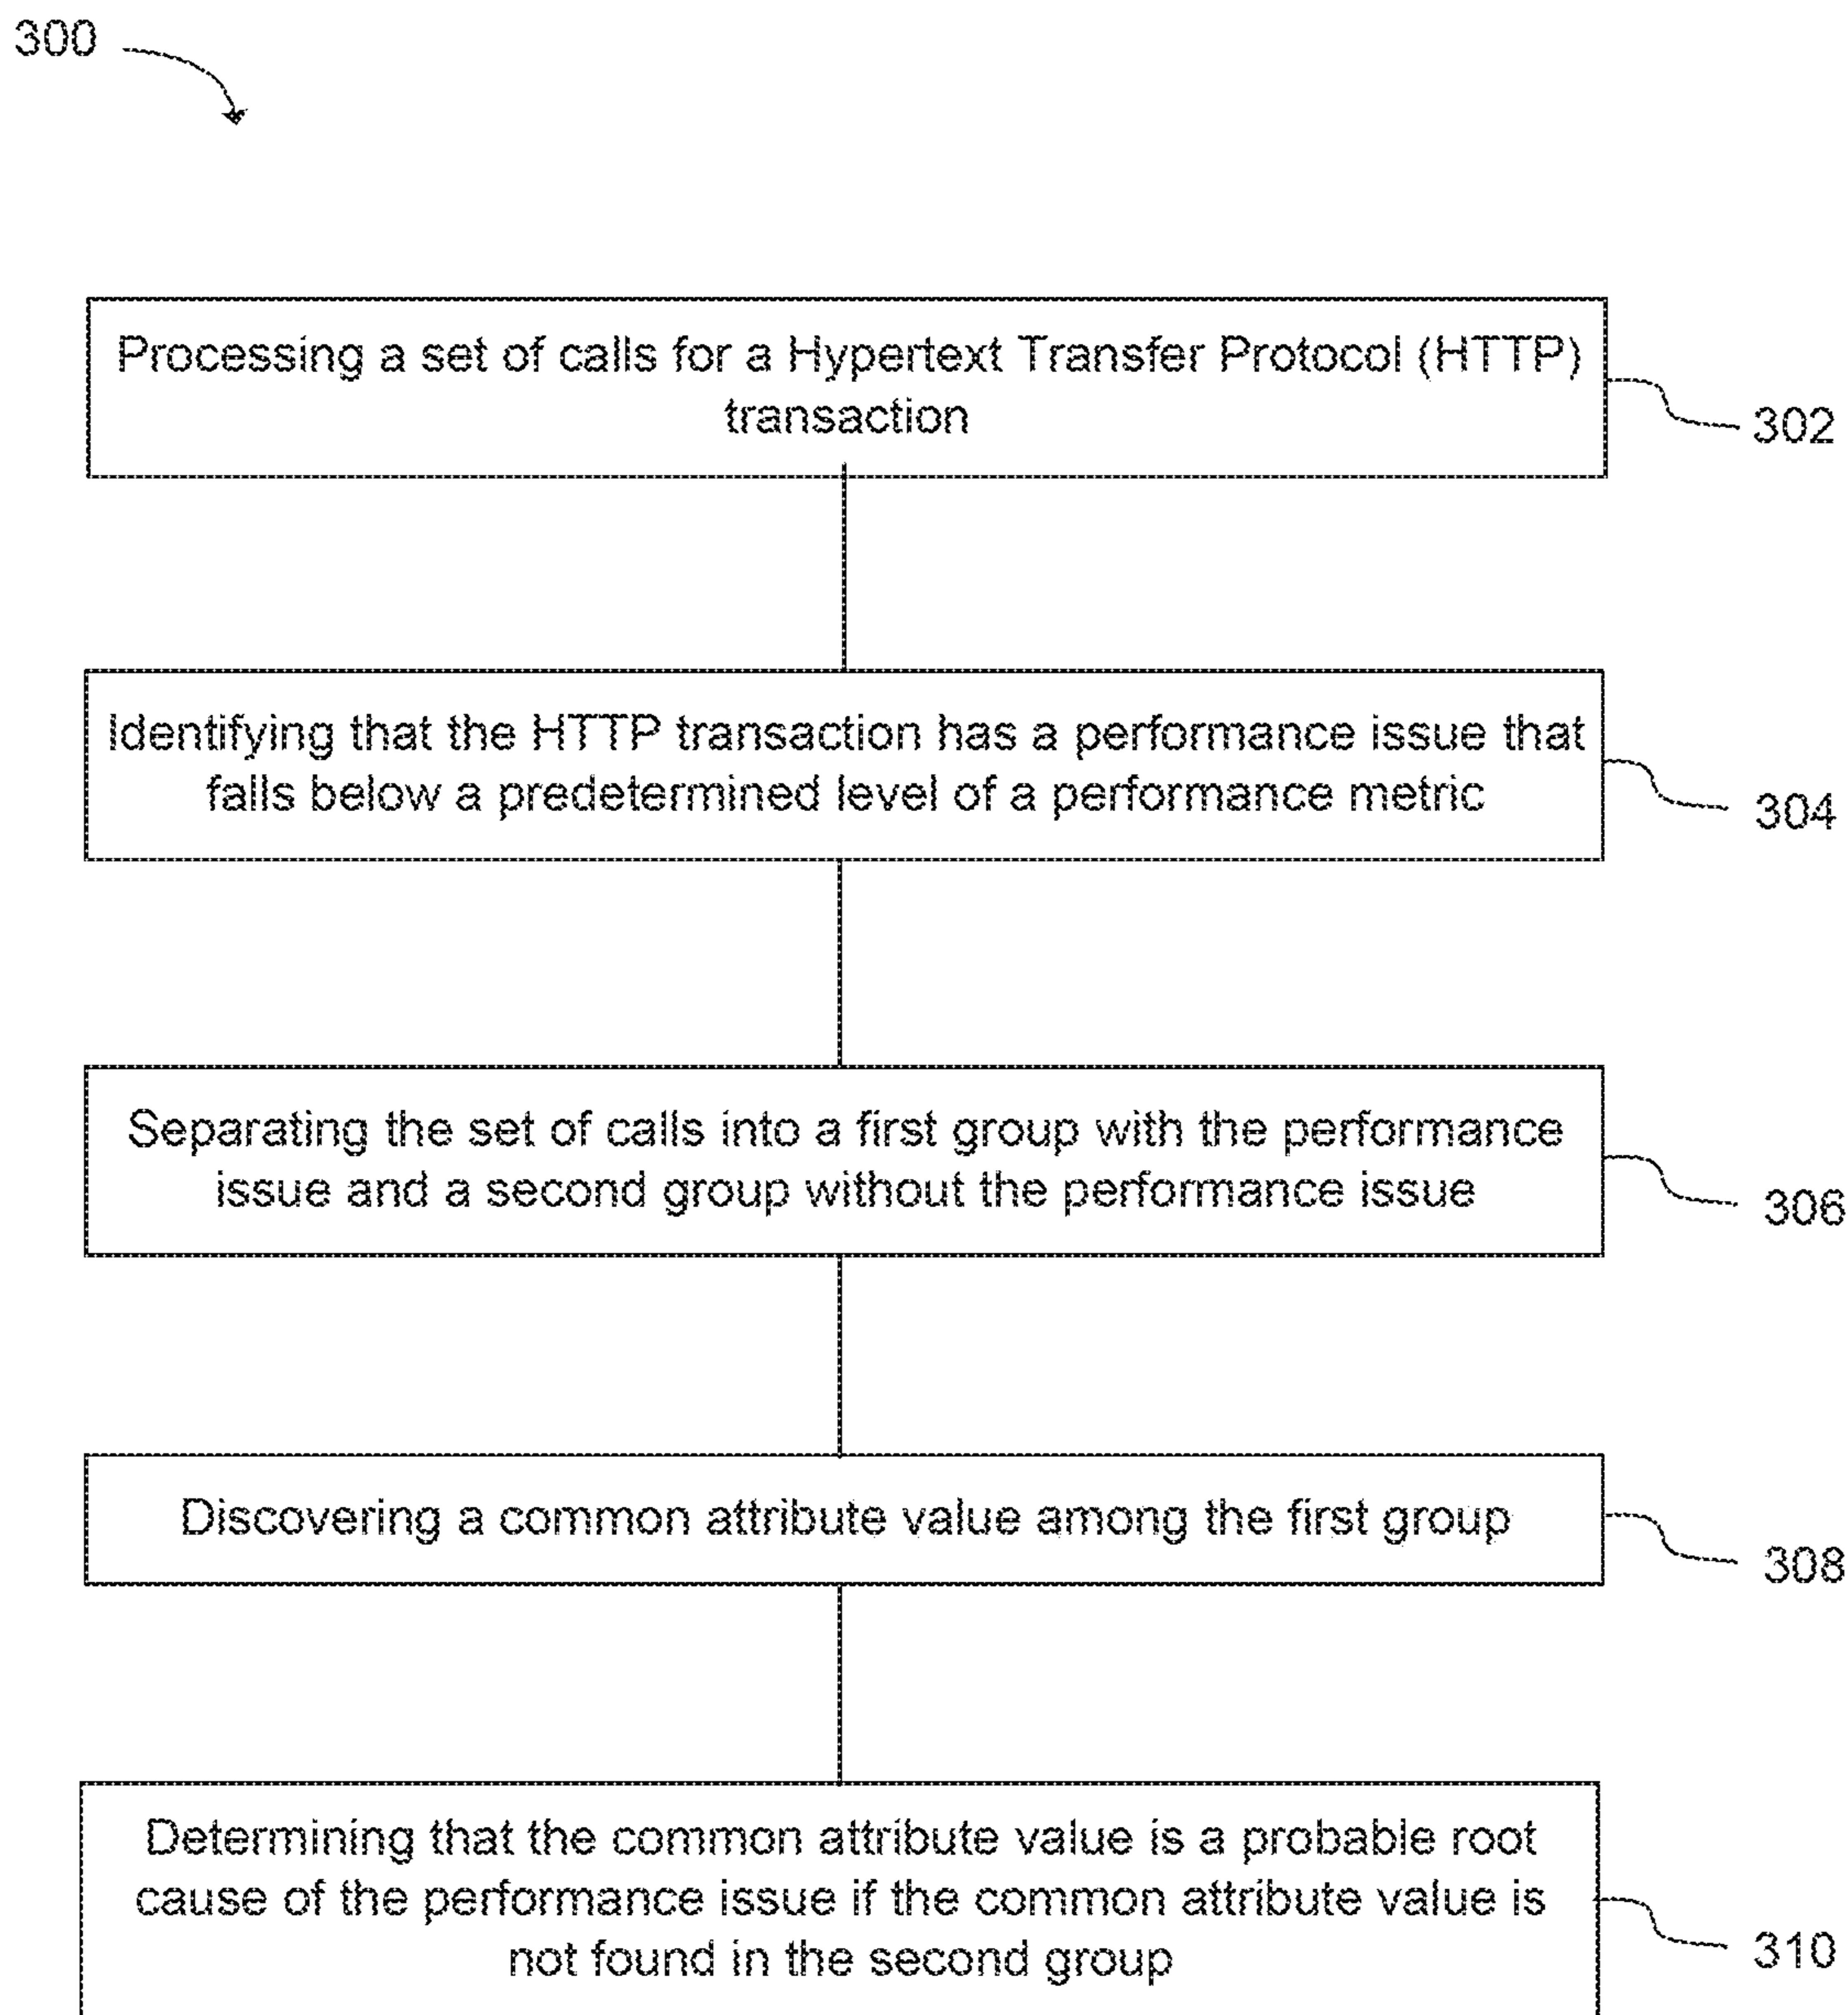 300
Processing a set of calls for a Hypertext Transfer Protocol (HTTP)
transaction
302
Identifying that the HTTP transaction has a performance issue that
falls below a predetermined level of a performance metric
304
Separating the set of calls into a first group with the performance
issue and a second group without the performance issue
306
Discovering a common attribute value among the first group
308
Determining that the common attribute value is a probable root
cause of the performance issue if the common attribute value is
not found in the second group
310